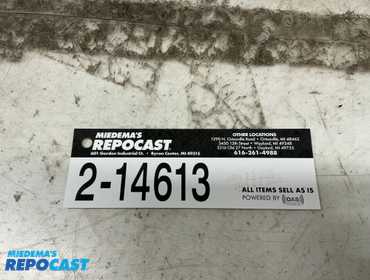 MIEDEMA'S
REPOCAST
601 Gordon Industrial Ct. • Byron Center, MI 49315
OTHER LOCATIONS
616-261-4988
2-14613
ALL ITEMS SELL AS IS
POWERED BY
MIEDEMA'S
REPOCAST